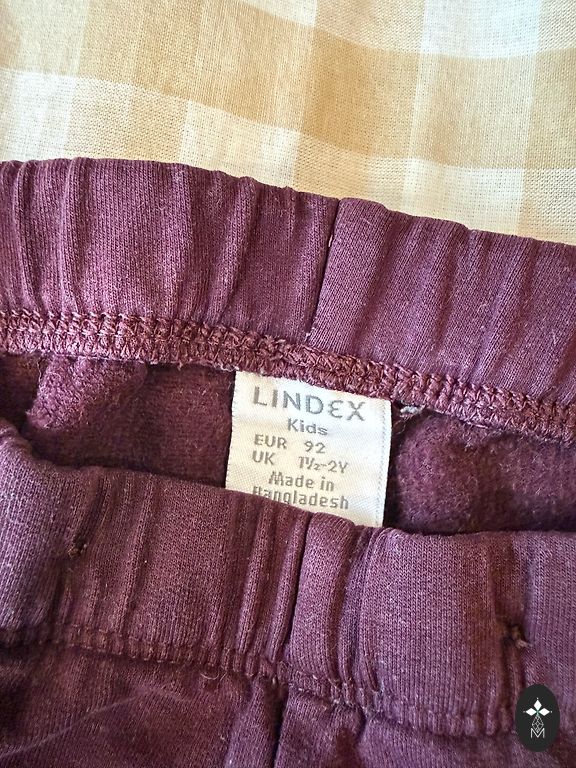 LINDEX
Kids
EUR 92
UK 1½-2Y
Made in
Bangladesh
M